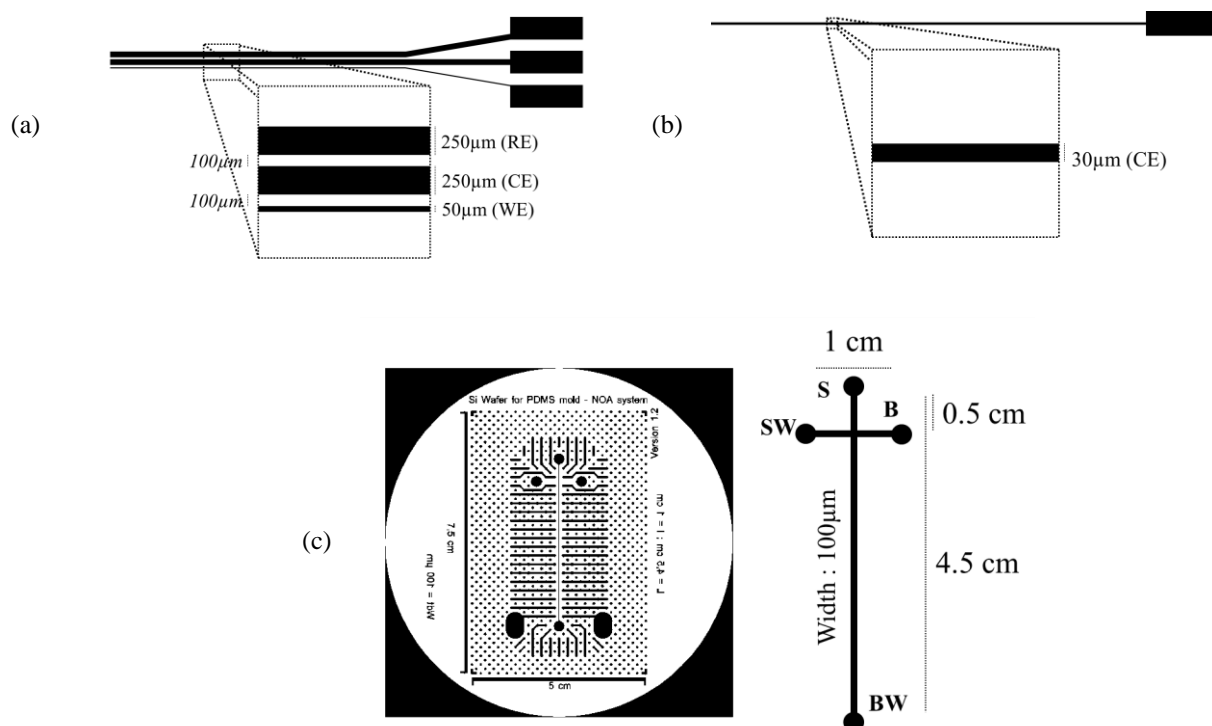 (a)
250µm (RE)
100µm
250µm (CE)
100µm
50µm (WE)
(b)
30µm (CE)
(c)
Si Wafer for PDMS mold - NOA system
Version 1.2
7.5 cm
L = 4.5 cm ; l = 1 cm
Wdt = 100 µm
5 cm
1 cm
S
B
0.5 cm
SW
Width : 100µm
4.5 cm
BW